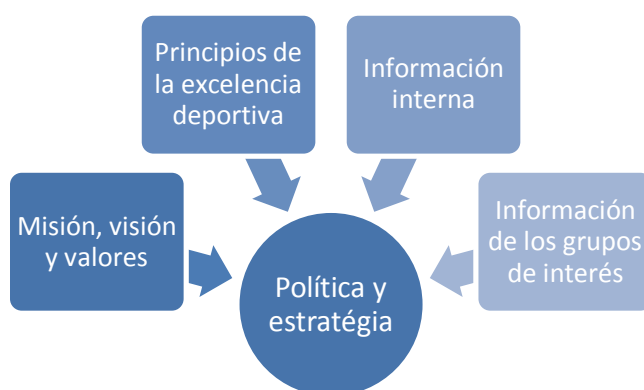 Principios de
la excelencia
deportiva
Información
interna
Misión, visión
y valores
Información
de los grupos
de interés
Política y
estratégia